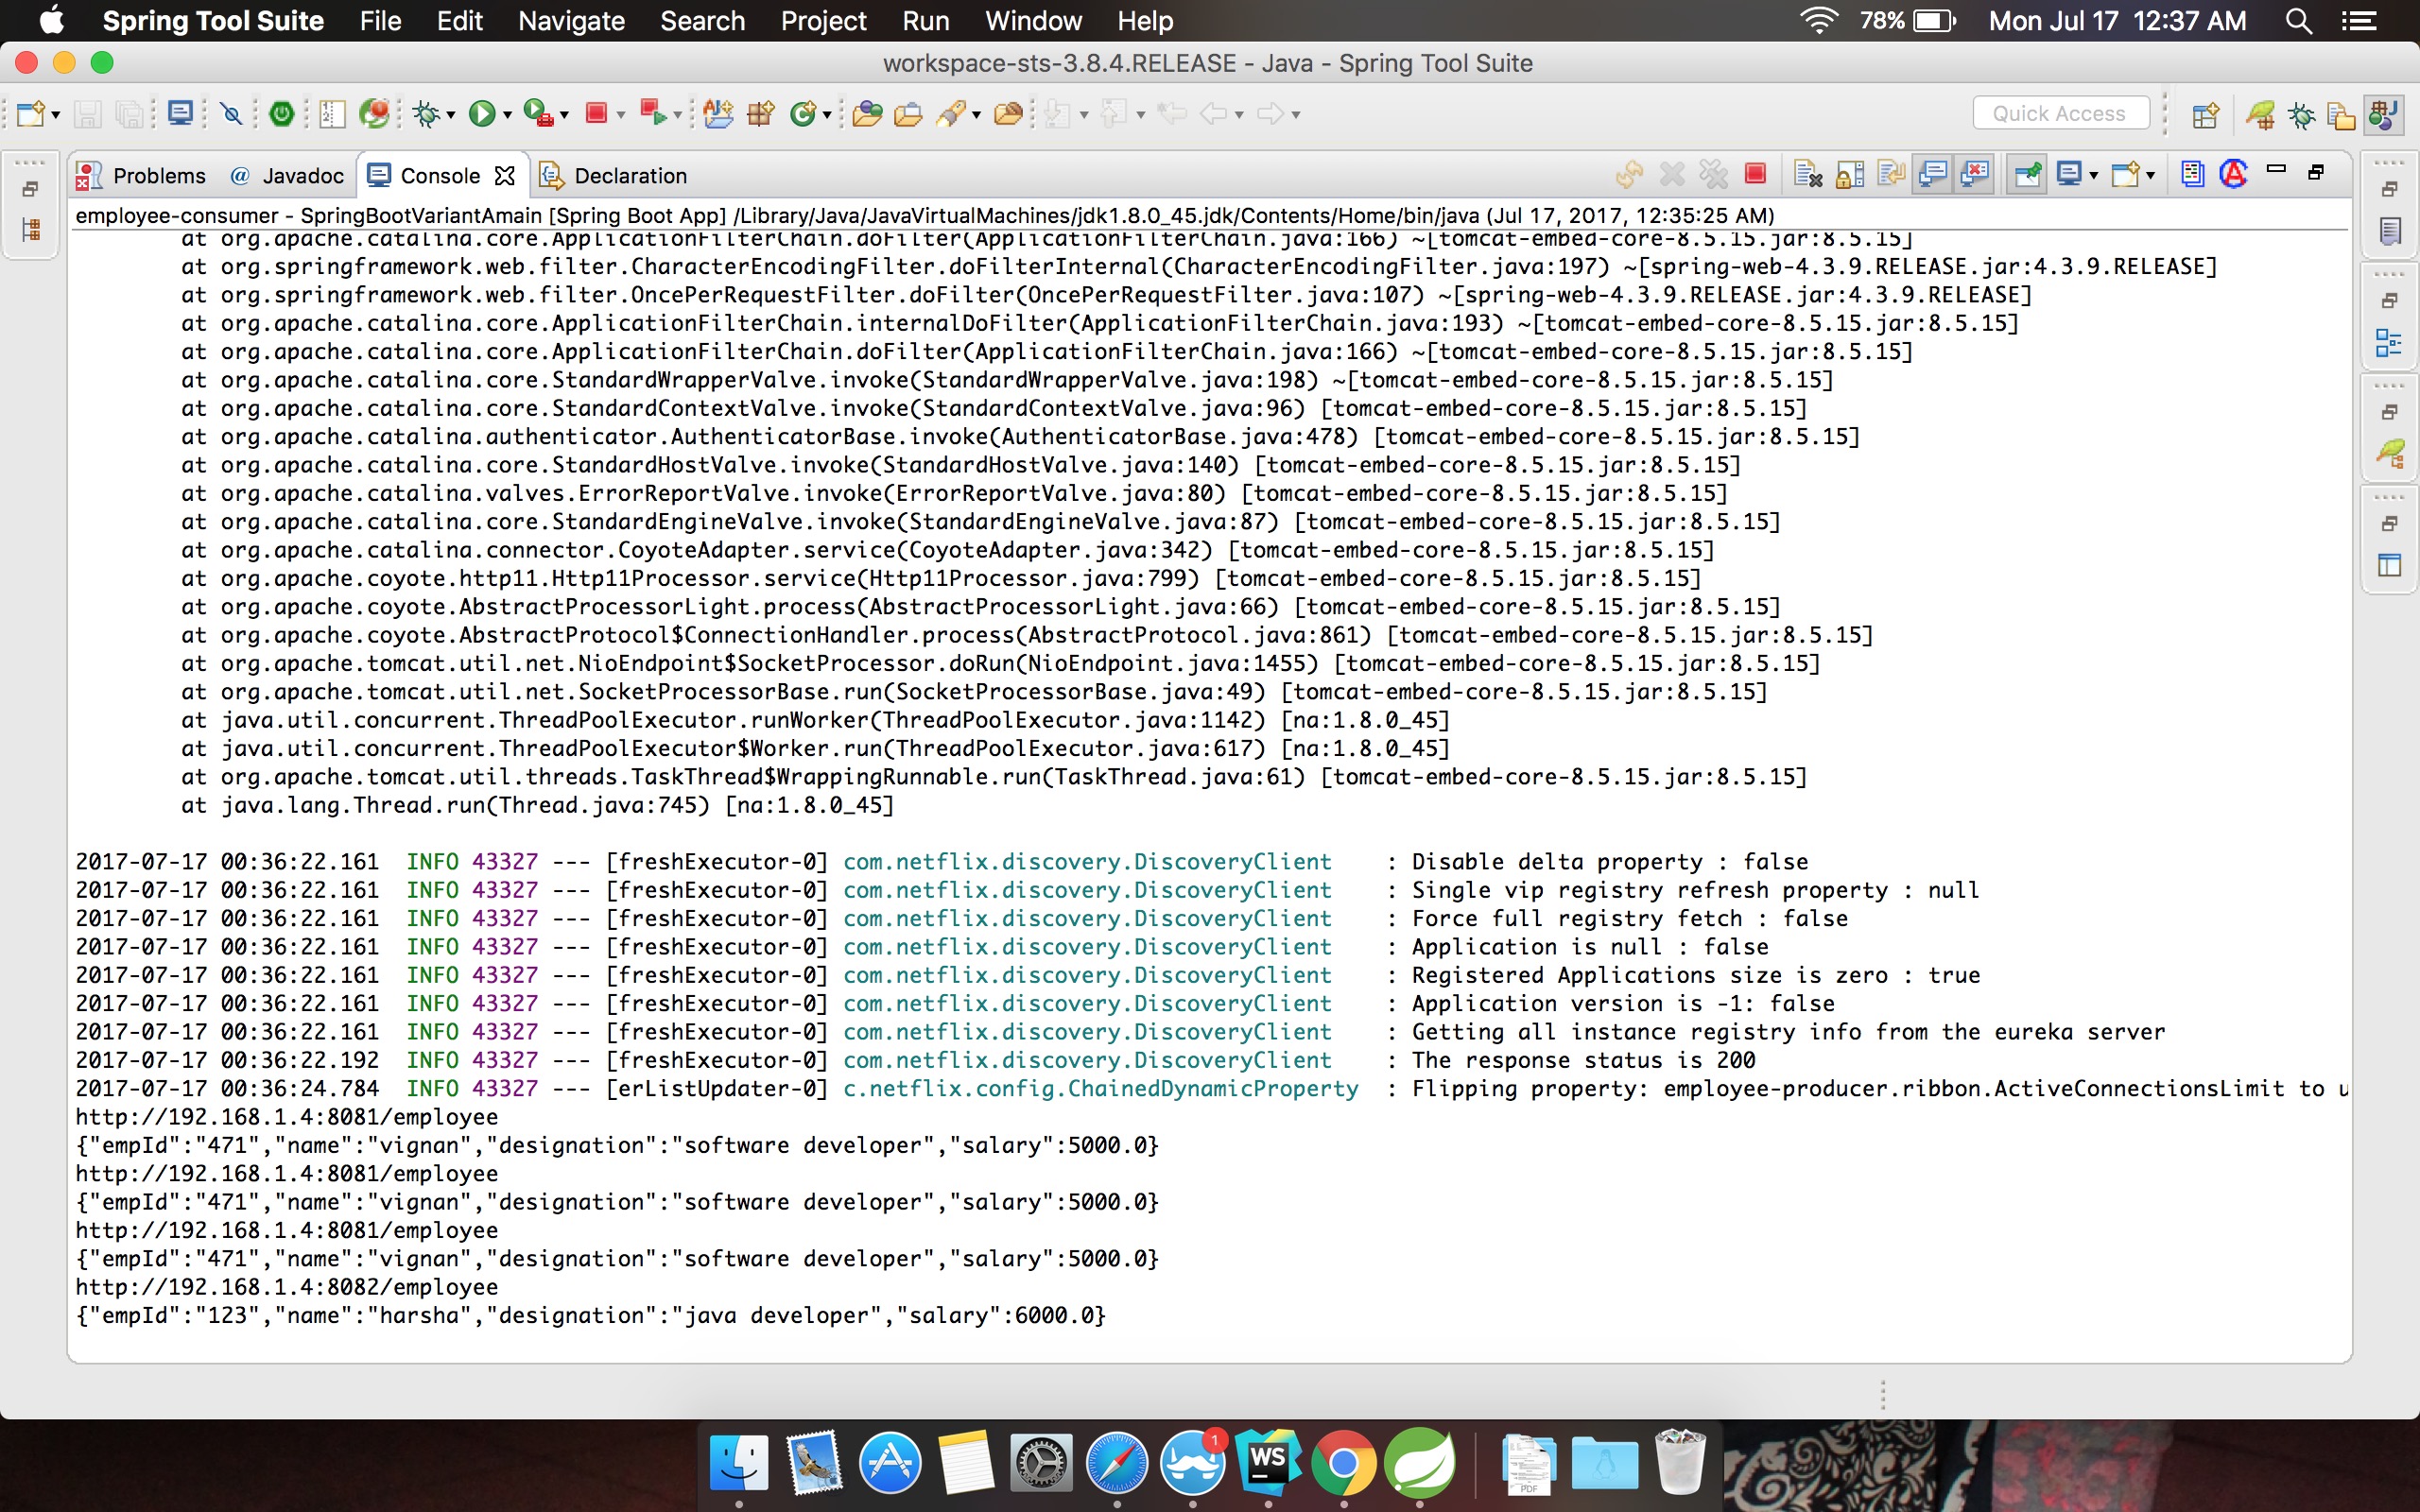 Spring Tool Suite File Edit Navigate Search Project Run Window Help 78% Mon Jul 17 12:37 AM
workspace-sts-3.8.4.RELEASE - Java - Spring Tool Suite
Quick Access
Problems @ Javadoc Console Declaration
employee-consumer - SpringBootVariantAmain [Spring Boot App] /Library/Java/JavaVirtualMachines/jdk1.8.0_45.jdk/Contents/Home/bin/java (Jul 17, 2017, 12:35:25 AM)
at org.apache.catalina.core.ApplicationFilterChain.doFilter(ApplicationFilterChain.java:166) ~[tomcat-embed-core-8.5.15.jar:8.5.15]
at org.springframework.web.filter.CharacterEncodingFilter.doFilterInternal(CharacterEncodingFilter.java:197) ~[spring-web-4.3.9.RELEASE.jar:4.3.9.RELEASE]
at org.springframework.web.filter.OncePerRequestFilter.doFilter(OncePerRequestFilter.java:107) ~[spring-web-4.3.9.RELEASE.jar:4.3.9.RELEASE]
at org.apache.catalina.core.ApplicationFilterChain.internalDoFilter(ApplicationFilterChain.java:193) ~[tomcat-embed-core-8.5.15.jar:8.5.15]
at org.apache.catalina.core.ApplicationFilterChain.doFilter(ApplicationFilterChain.java:166) ~[tomcat-embed-core-8.5.15.jar:8.5.15]
at org.apache.catalina.core.StandardWrapperValve.invoke(StandardWrapperValve.java:198) ~[tomcat-embed-core-8.5.15.jar:8.5.15]
at org.apache.catalina.core.StandardContextValve.invoke(StandardContextValve.java:96) [tomcat-embed-core-8.5.15.jar:8.5.15]
at org.apache.catalina.authenticator.AuthenticatorBase.invoke(AuthenticatorBase.java:478) [tomcat-embed-core-8.5.15.jar:8.5.15]
at org.apache.catalina.core.StandardHostValve.invoke(StandardHostValve.java:140) [tomcat-embed-core-8.5.15.jar:8.5.15]
at org.apache.catalina.valves.ErrorReportValve.invoke(ErrorReportValve.java:80) [tomcat-embed-core-8.5.15.jar:8.5.15]
at org.apache.catalina.core.StandardEngineValve.invoke(StandardEngineValve.java:87) [tomcat-embed-core-8.5.15.jar:8.5.15]
at org.apache.catalina.connector.CoyoteAdapter.service(CoyoteAdapter.java:342) [tomcat-embed-core-8.5.15.jar:8.5.15]
at org.apache.coyote.http11.Http11Processor.service(Http11Processor.java:799) [tomcat-embed-core-8.5.15.jar:8.5.15]
at org.apache.coyote.AbstractProcessorLight.process(AbstractProcessorLight.java:66) [tomcat-embed-core-8.5.15.jar:8.5.15]
at org.apache.coyote.AbstractProtocol$ConnectionHandler.process(AbstractProtocol.java:861) [tomcat-embed-core-8.5.15.jar:8.5.15]
at org.apache.tomcat.util.net.NioEndpoint$SocketProcessor.doRun(NioEndpoint.java:1455) [tomcat-embed-core-8.5.15.jar:8.5.15]
at org.apache.tomcat.util.net.SocketProcessorBase.run(SocketProcessorBase.java:49) [tomcat-embed-core-8.5.15.jar:8.5.15]
at java.util.concurrent.ThreadPoolExecutor.runWorker(ThreadPoolExecutor.java:1142) [na:1.8.0_45]
at java.util.concurrent.ThreadPoolExecutor$Worker.run(ThreadPoolExecutor.java:617) [na:1.8.0_45]
at org.apache.tomcat.util.threads.TaskThread$WrappingRunnable.run(TaskThread.java:61) [tomcat-embed-core-8.5.15.jar:8.5.15]
at java.lang.Thread.run(Thread.java:745) [na:1.8.0_45]
2017-07-17 00:36:22.161 INFO 43327 --- [freshExecutor-0] com.netflix.discovery.DiscoveryClient : Disable delta property : false
2017-07-17 00:36:22.161 INFO 43327 --- [freshExecutor-0] com.netflix.discovery.DiscoveryClient : Single vip registry refresh property : null
2017-07-17 00:36:22.161 INFO 43327 --- [freshExecutor-0] com.netflix.discovery.DiscoveryClient : Force full registry fetch : false
2017-07-17 00:36:22.161 INFO 43327 --- [freshExecutor-0] com.netflix.discovery.DiscoveryClient : Application is null : false
2017-07-17 00:36:22.161 INFO 43327 --- [freshExecutor-0] com.netflix.discovery.DiscoveryClient : Registered Applications size is zero : true
2017-07-17 00:36:22.161 INFO 43327 --- [freshExecutor-0] com.netflix.discovery.DiscoveryClient : Application version is -1: false
2017-07-17 00:36:22.161 INFO 43327 --- [freshExecutor-0] com.netflix.discovery.DiscoveryClient : Getting all instance registry info from the eureka server
2017-07-17 00:36:22.192 INFO 43327 --- [freshExecutor-0] com.netflix.discovery.DiscoveryClient : The response status is 200
2017-07-17 00:36:24.784 INFO 43327 --- [erListUpdater-0] c.netflix.config.ChainedDynamicProperty : Flipping property: employee-producer.ribbon.ActiveConnectionsLimit to u
http://192.168.1.4:8081/employee
{"empId":"471","name":"vignan","designation":"software developer","salary":5000.0}
http://192.168.1.4:8081/employee
{"empId":"471","name":"vignan","designation":"software developer","salary":5000.0}
http://192.168.1.4:8081/employee
{"empId":"471","name":"vignan","designation":"software developer","salary":5000.0}
http://192.168.1.4:8082/employee
{"empId":"123","name":"harsha","designation":"java developer","salary":6000.0}
1
WS
PDF